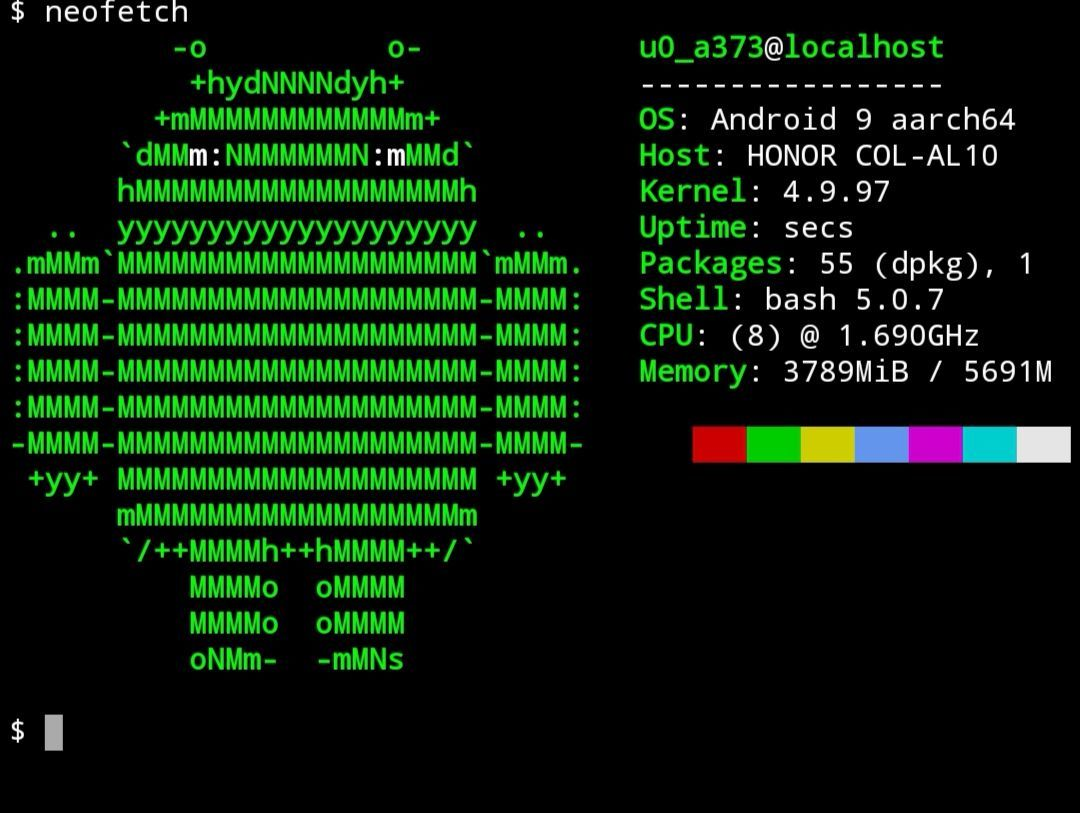 $ neofetch
         -o          o-
          +hydNNNNdyh+
        +mMMMMMMMMMMMMm+
      `dMMm:NMMMMMMN:mMMd`
      hMMMMMMMMMMMMMMMMMMh
  ..  yyyyyyyyyyyyyyyyyyyy  ..
.mMMm`MMMMMMMMMMMMMMMMMMMM`mMMm.
:MMMM-MMMMMMMMMMMMMMMMMMMM-MMMM:
:MMMM-MMMMMMMMMMMMMMMMMMMM-MMMM:
:MMMM-MMMMMMMMMMMMMMMMMMMM-MMMM:
:MMMM-MMMMMMMMMMMMMMMMMMMM-MMMM:
-MMMM-MMMMMMMMMMMMMMMMMMMM-MMMM-
 +yy+ MMMMMMMMMMMMMMMMMMMM +yy+
      mMMMMMMMMMMMMMMMMMMm
      `/++MMMMh++hMMMM++/`
          MMMMo  oMMMM
          MMMMo  oMMMM
          oNMm-  -mMNs
u0_a373@localhost
-----------------
OS: Android 9 aarch64
Host: HONOR COL-AL10
Kernel: 4.9.97
Uptime: secs
Packages: 55 (dpkg), 1
Shell: bash 5.0.7
CPU: (8) @ 1.690GHz
Memory: 3789MiB / 5691M
$